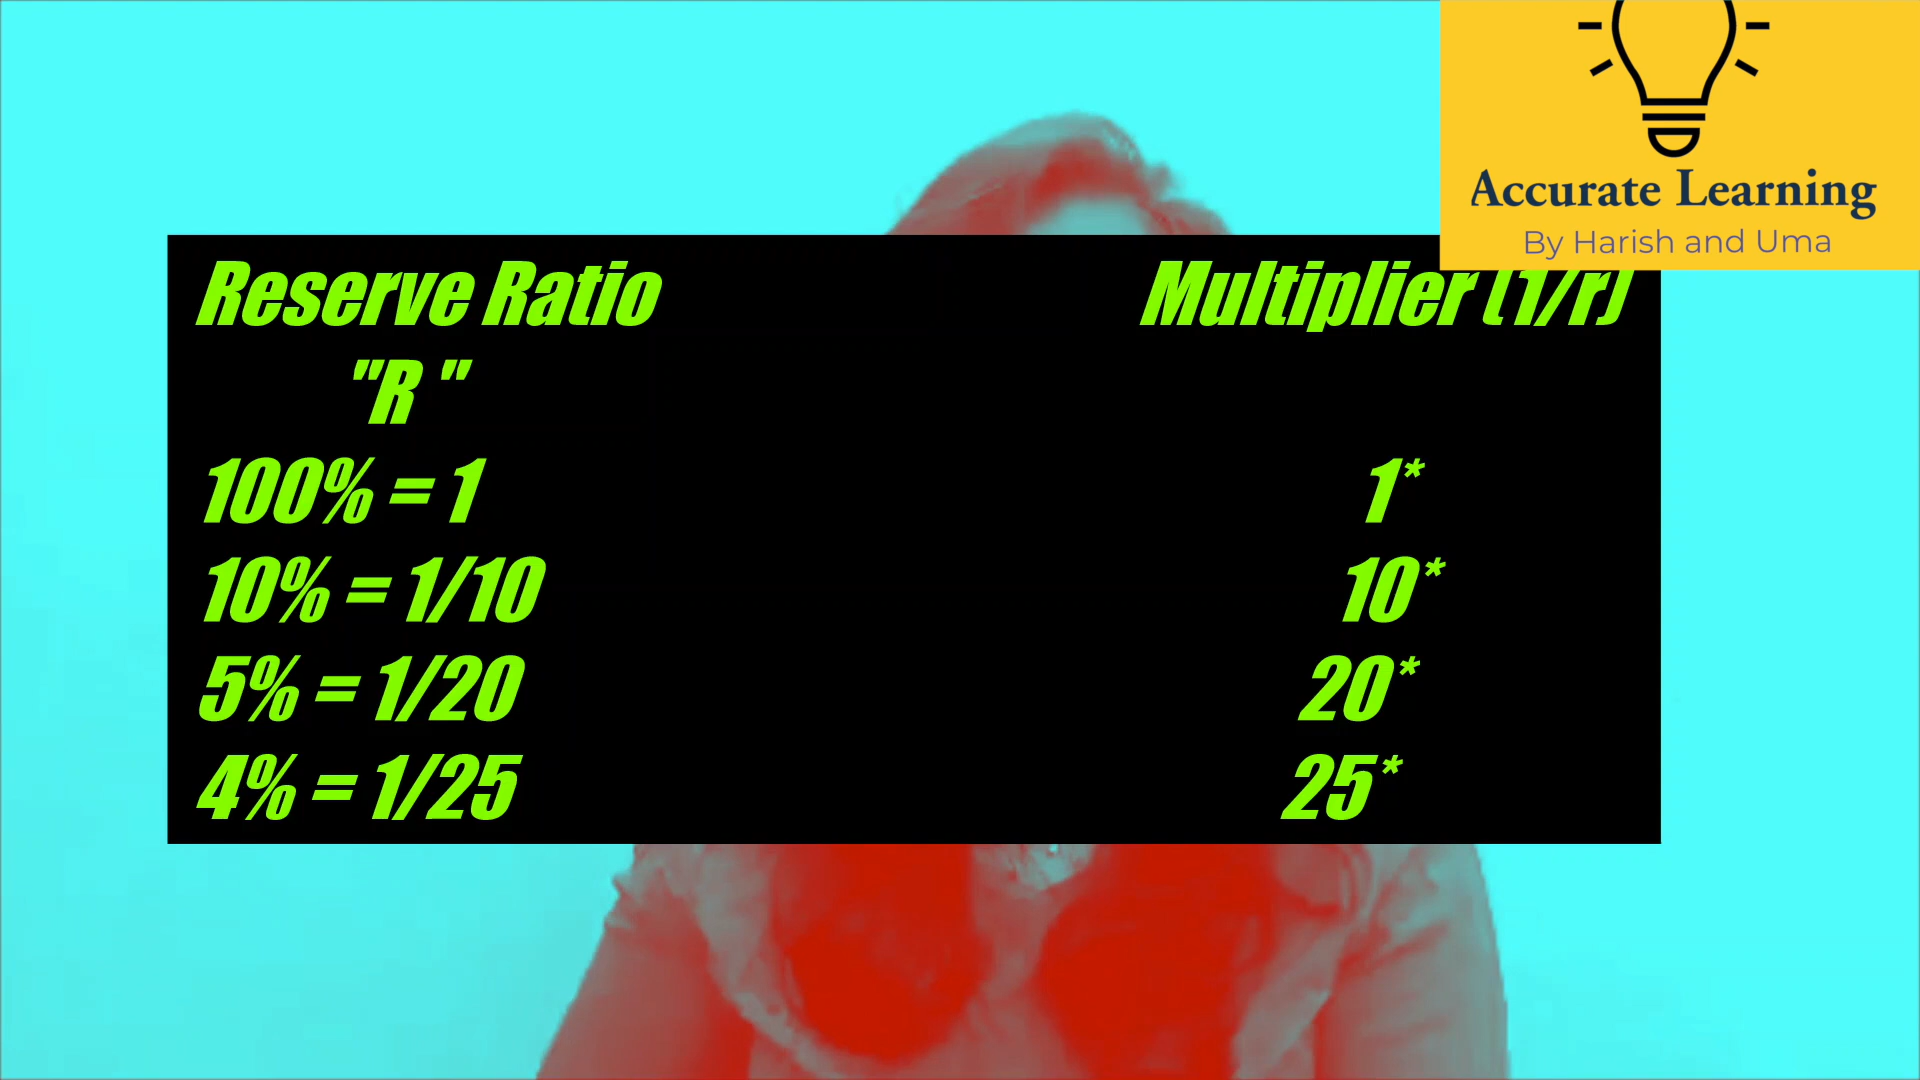 Accurate Learning
By Harish and Uma
Reserve Ratio Multiplier (1/r)
"R "
100% = 1 1*
10% = 1/10 10*
5% = 1/20 20*
4% = 1/25 25*